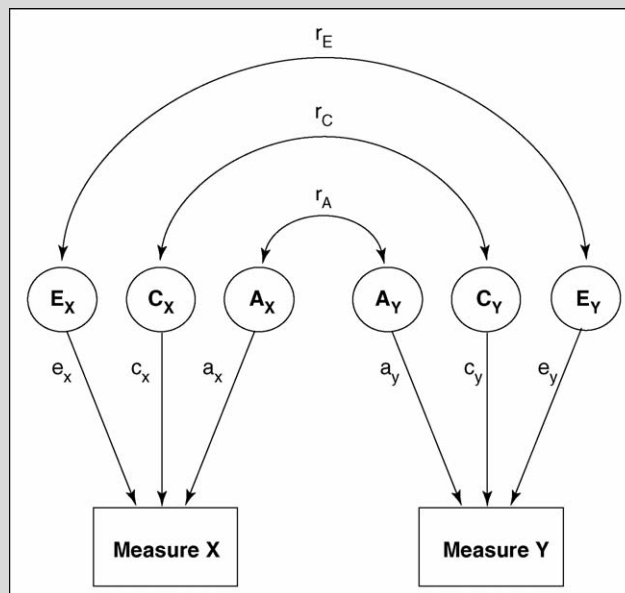 r_E
r_C
r_A
E_X C_X A_X A_Y C_Y E_Y
e_x c_x a_x a_y c_y e_y
Measure X Measure Y